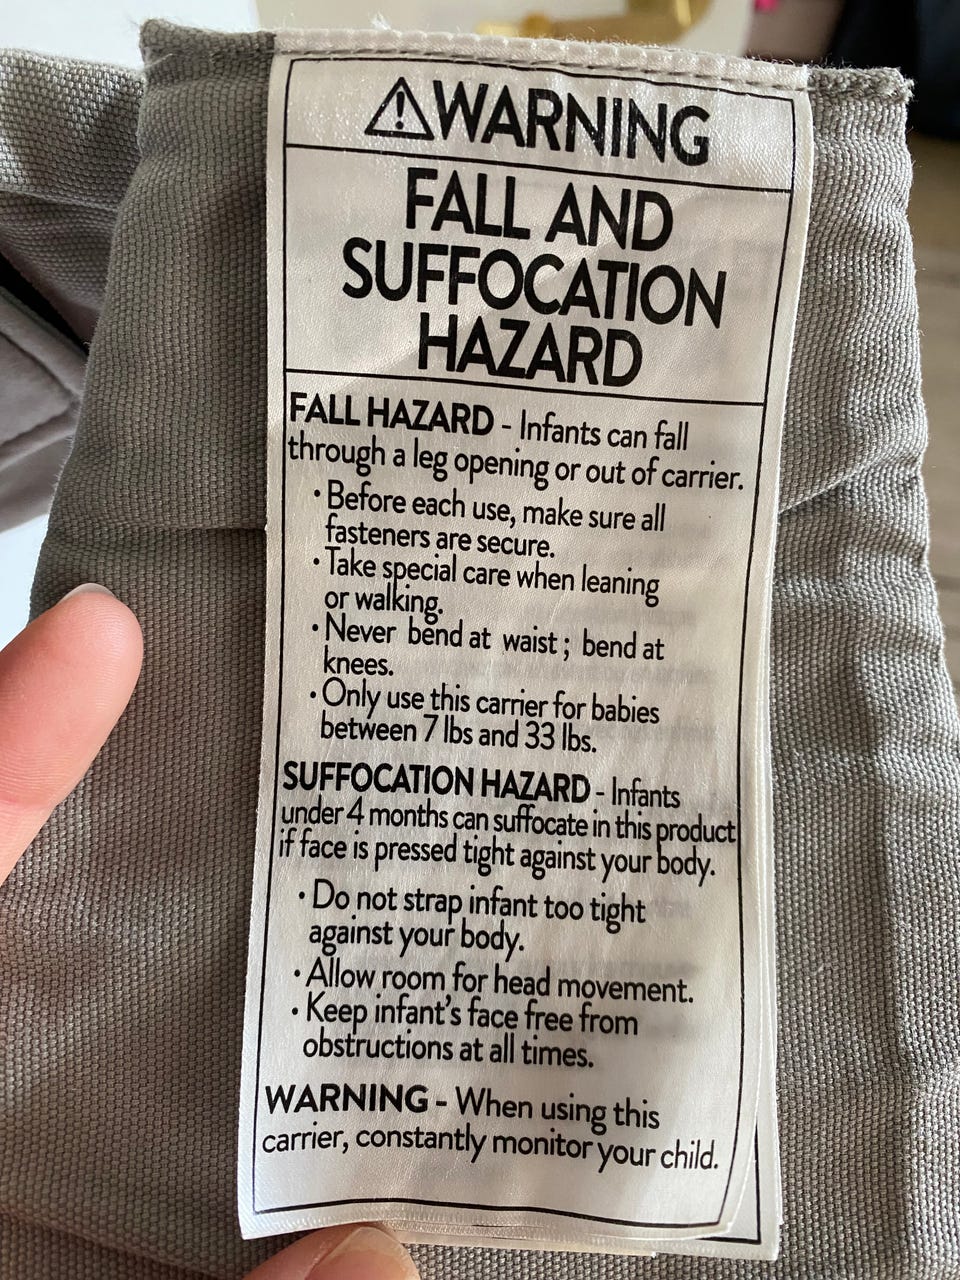 ⚠WARNING
FALL AND
SUFFOCATION
HAZARD
FALL HAZARD - Infants can fall
through a leg opening or out of carrier.
• Before each use, make sure all
fasteners are secure.
• Take special care when leaning
or walking.
• Never bend at waist; bend at
knees.
• Only use this carrier for babies
between 7 lbs and 33 lbs.
SUFFOCATION HAZARD - Infants
under 4 months can suffocate in this product
if face is pressed tight against your body.
• Do not strap infant too tight
against your body.
• Allow room for head movement.
• Keep infant's face free from
obstructions at all times.
WARNING - When using this
carrier, constantly monitor your child.